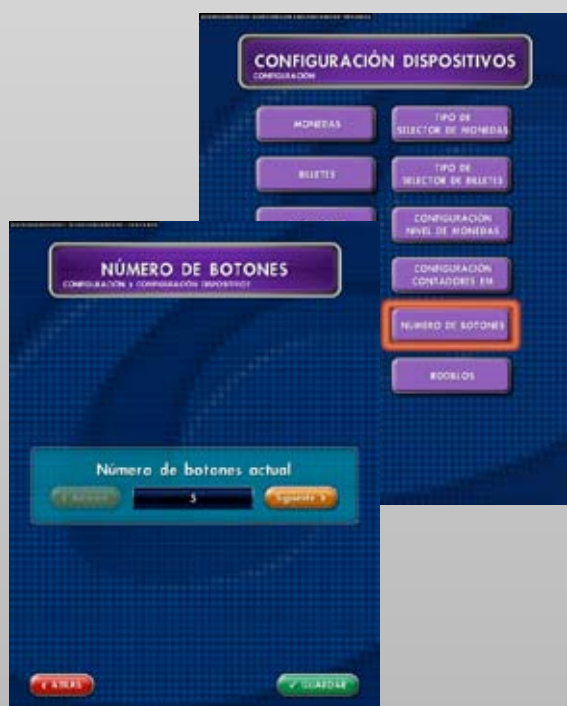 CONFIGURACIÓN DISPOSITIVOS
CONFIGURACIÓN
MONEDAS
TIPO DE
SELECTOR DE MONEDAS
BILLETES
TIPO DE
SELECTOR DE BILLETES
CONFIGURACIÓN
NIVEL DE MONEDAS
CONFIGURACIÓN
CONTADORES EM
NUMERO DE BOTONES
RODILLOS
NÚMERO DE BOTONES
CONFIGURACIÓN > CONFIGURACIÓN DISPOSITIVOS
Número de botones actual
5
Siguiente >
< ATRÁS
✓ GUARDAR